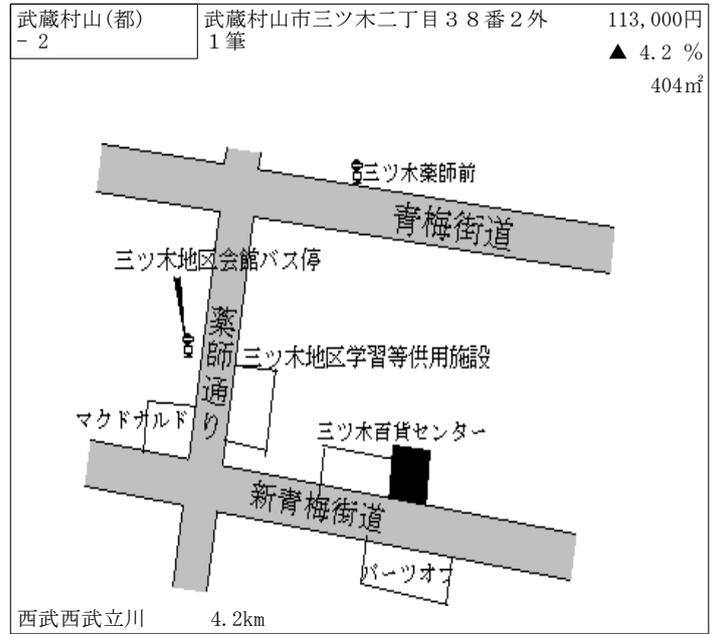 武蔵村山(都)
- 2
武蔵村山市三ツ木二丁目３８番２外
１筆
113,000円
▲ 4.2 %
404㎡
三ツ木薬師前
青梅街道
三ツ木地区会館バス停
薬師通り
三ツ木地区学習等供用施設
マクドナルド
三ツ木百貨センター
新青梅街道
パーツオフ
西武西武立川 4.2km